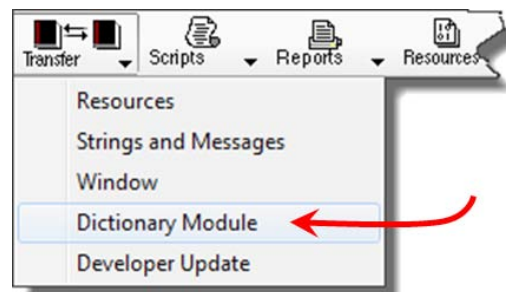 Transfer Scripts Reports Resources
Resources
Strings and Messages
Window
Dictionary Module
Developer Update